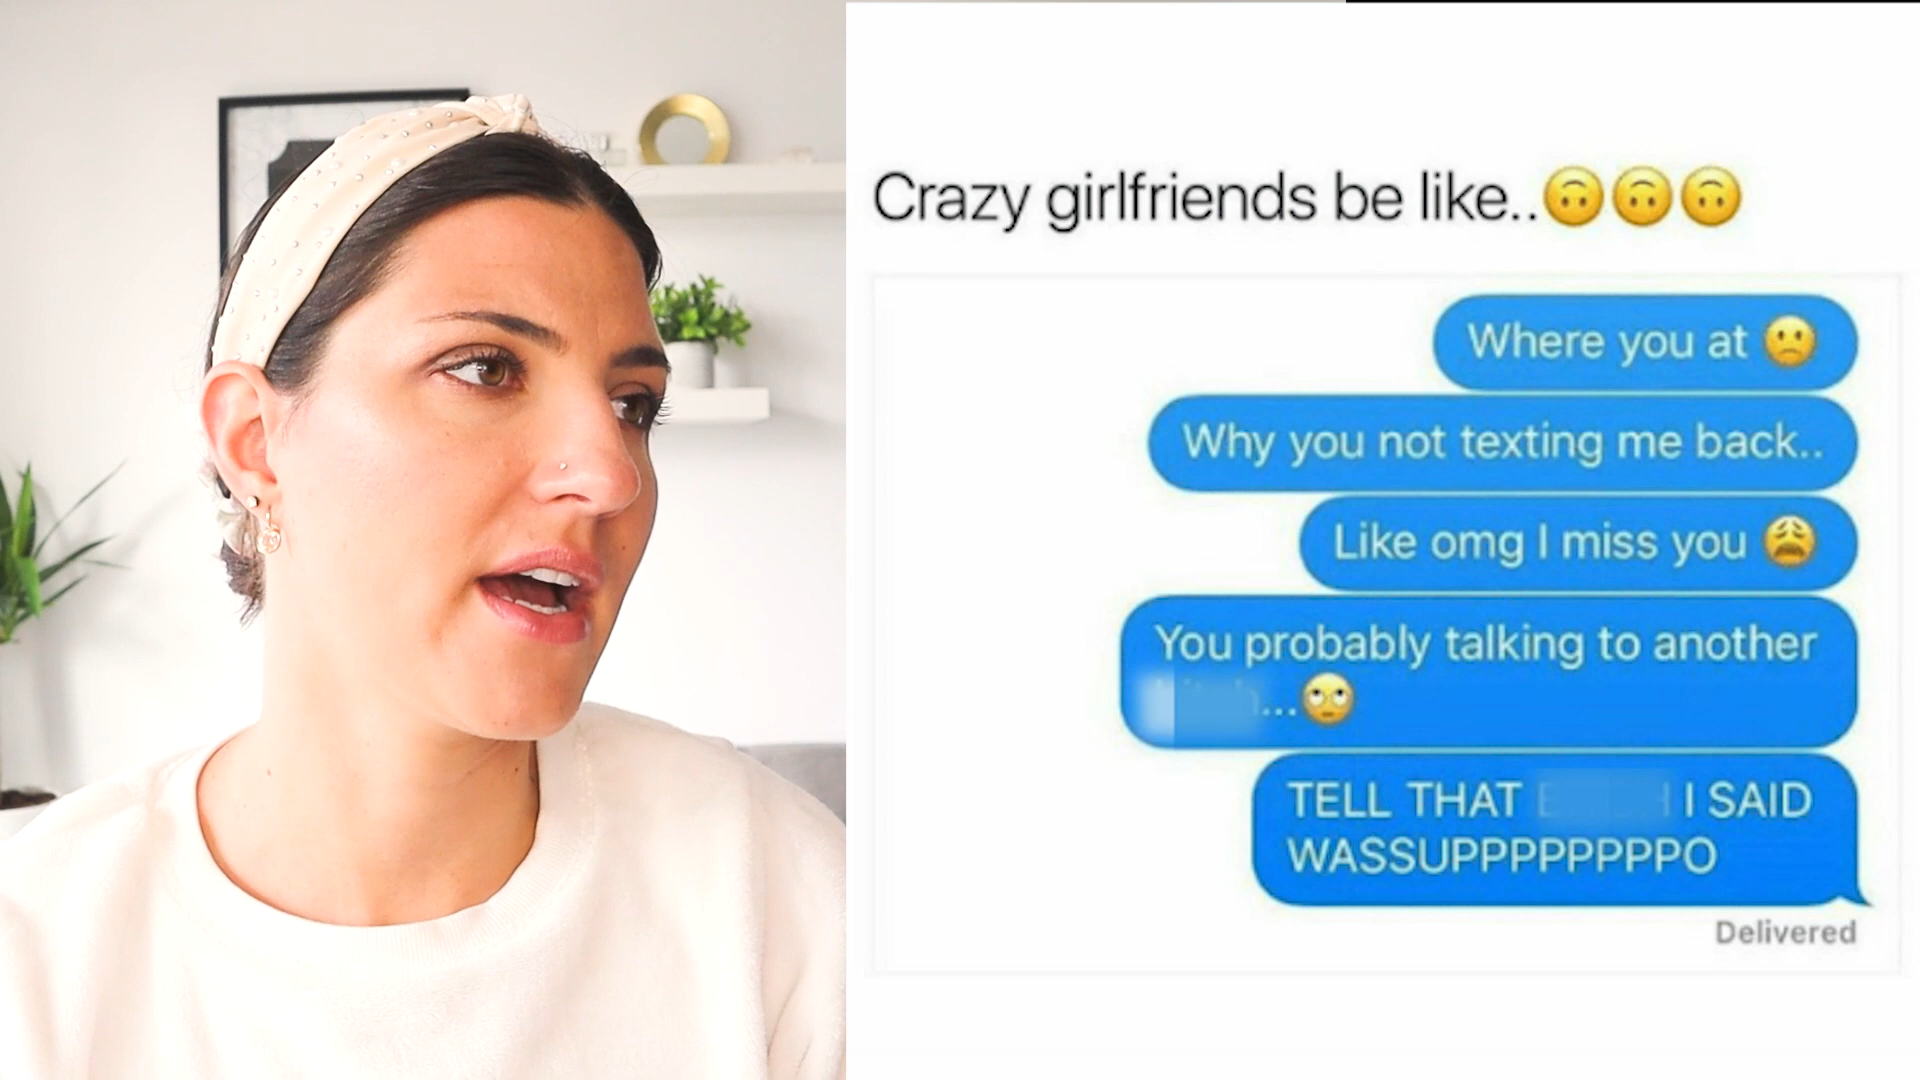 Crazy girlfriends be like..🙃🙃🙃
Where you at 🙁
Why you not texting me back..
Like omg I miss you 😩
You probably talking to another
...🙄
TELL THAT I SAID
WASSUPPPPPPPPPO
Delivered